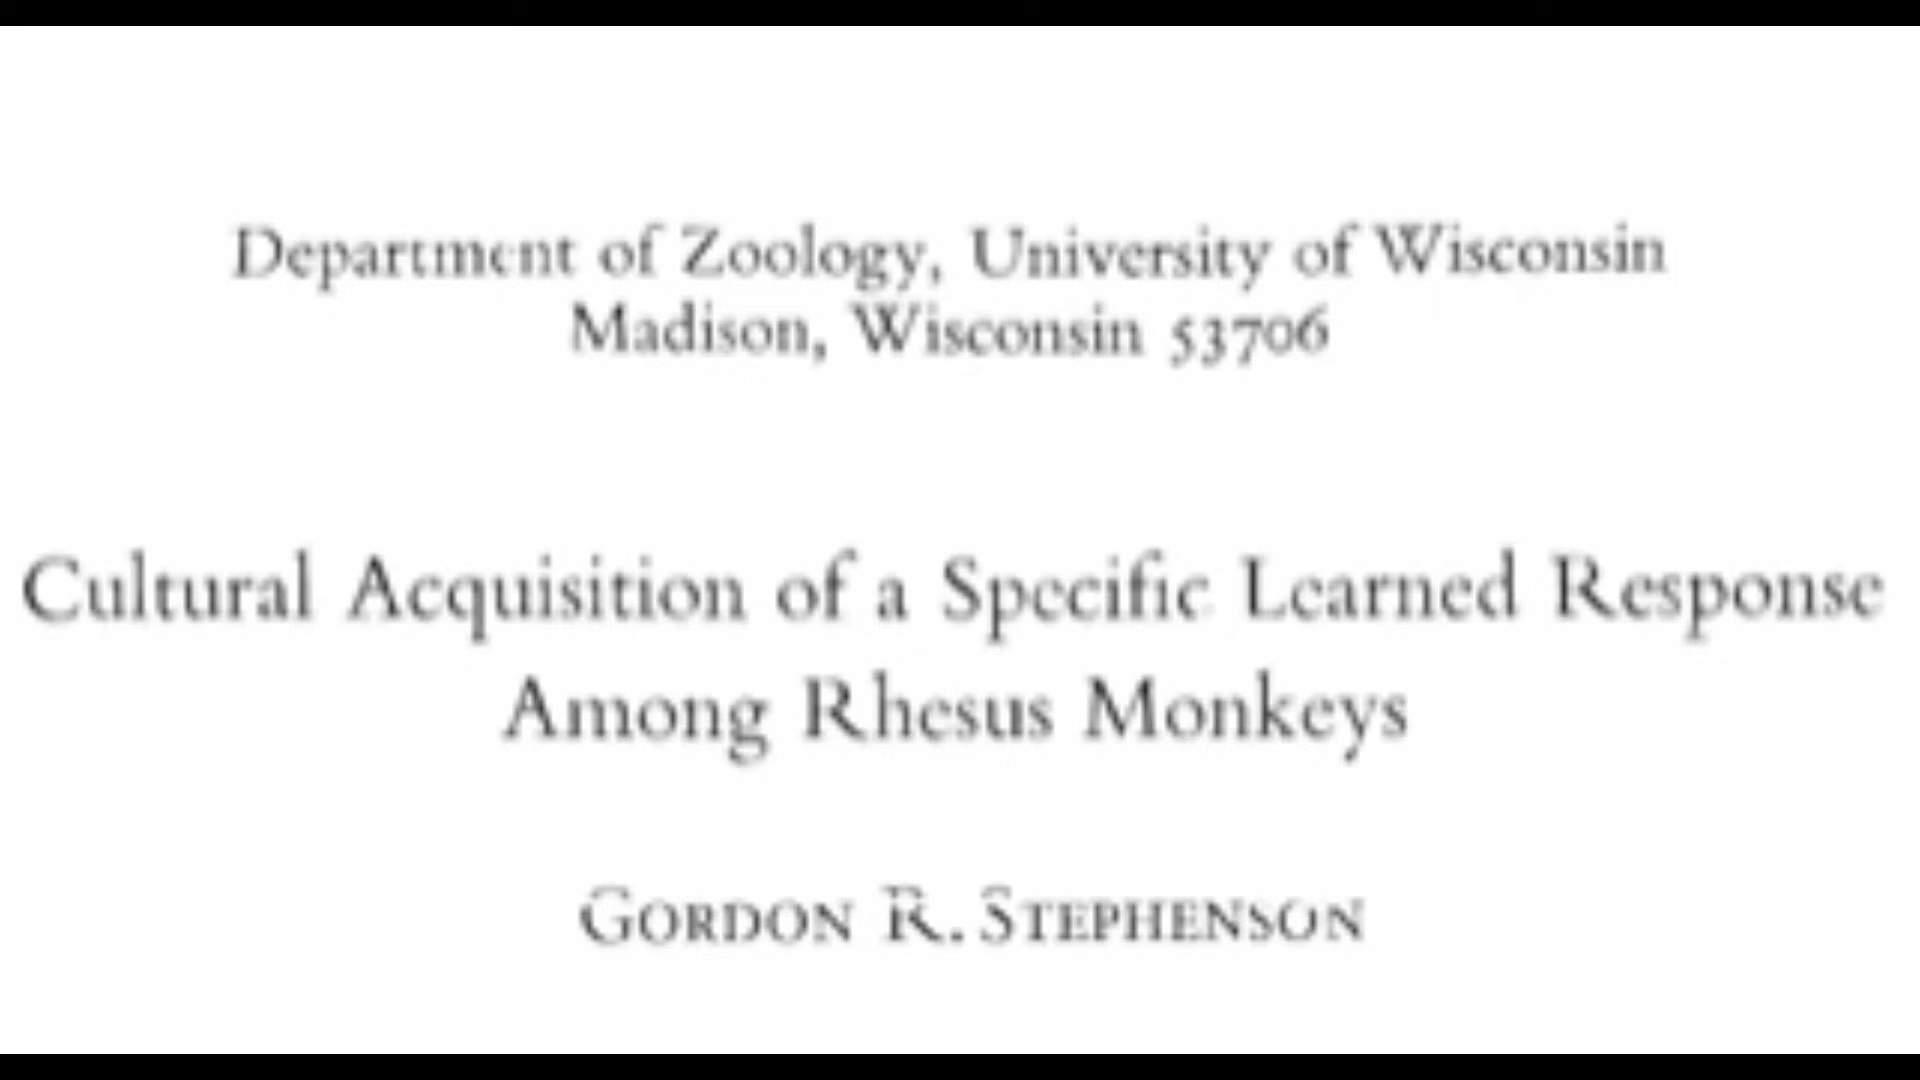 Department of Zoology, University of Wisconsin
Madison, Wisconsin 53706
Cultural Acquisition of a Specific Learned Response
Among Rhesus Monkeys
GORDON R. STEPHENSON